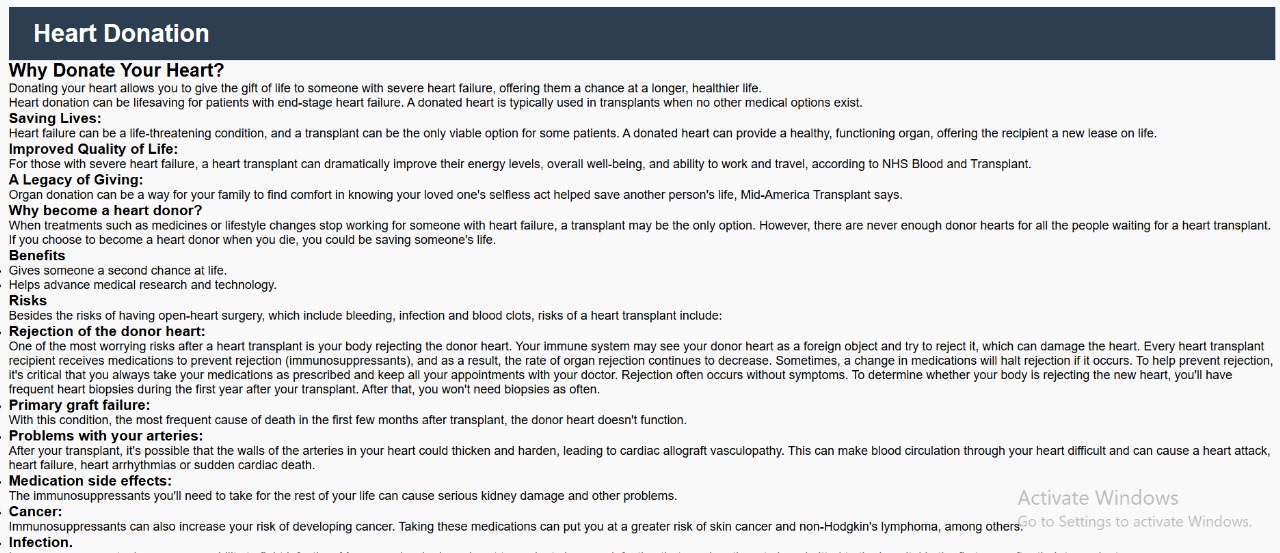 Heart Donation
Why Donate Your Heart?
Donating your heart allows you to give the gift of life to someone with severe heart failure, offering them a chance at a longer, healthier life.
Heart donation can be lifesaving for patients with end-stage heart failure. A donated heart is typically used in transplants when no other medical options exist.
Saving Lives:
Heart failure can be a life-threatening condition, and a transplant can be the only viable option for some patients. A donated heart can provide a healthy, functioning organ, offering the recipient a new lease on life.
Improved Quality of Life:
For those with severe heart failure, a heart transplant can dramatically improve their energy levels, overall well-being, and ability to work and travel, according to NHS Blood and Transplant.
A Legacy of Giving:
Organ donation can be a way for your family to find comfort in knowing your loved one's selfless act helped save another person's life, Mid-America Transplant says.
Why become a heart donor?
When treatments such as medicines or lifestyle changes stop working for someone with heart failure, a transplant may be the only option. However, there are never enough donor hearts for all the people waiting for a heart transplant.
If you choose to become a heart donor when you die, you could be saving someone's life.
Benefits
Gives someone a second chance at life.
Helps advance medical research and technology.
Risks
Besides the risks of having open-heart surgery, which include bleeding, infection and blood clots, risks of a heart transplant include:
Rejection of the donor heart:
One of the most worrying risks after a heart transplant is your body rejecting the donor heart. Your immune system may see your donor heart as a foreign object and try to reject it, which can damage the heart. Every heart transplant
recipient receives medications to prevent rejection (immunosuppressants), and as a result, the rate of organ rejection continues to decrease. Sometimes, a change in medications will halt rejection if it occurs. To help prevent rejection,
it's critical that you always take your medications as prescribed and keep all your appointments with your doctor. Rejection often occurs without symptoms. To determine whether your body is rejecting the new heart, you'll have
frequent heart biopsies during the first year after your transplant. After that, you won't need biopsies as often.
Primary graft failure:
With this condition, the most frequent cause of death in the first few months after transplant, the donor heart doesn't function.
Problems with your arteries:
After your transplant, it's possible that the walls of the arteries in your heart could thicken and harden, leading to cardiac allograft vasculopathy. This can make blood circulation through your heart difficult and can cause a heart attack,
heart failure, heart arrhythmias or sudden cardiac death.
Medication side effects:
The immunosuppressants you'll need to take for the rest of your life can cause serious kidney damage and other problems.
Cancer:
Immunosuppressants can also increase your risk of developing cancer. Taking these medications can put you at a greater risk of skin cancer and non-Hodgkin's lymphoma, among others.
Infection.
Activate Windows
Go to Settings to activate Windows.